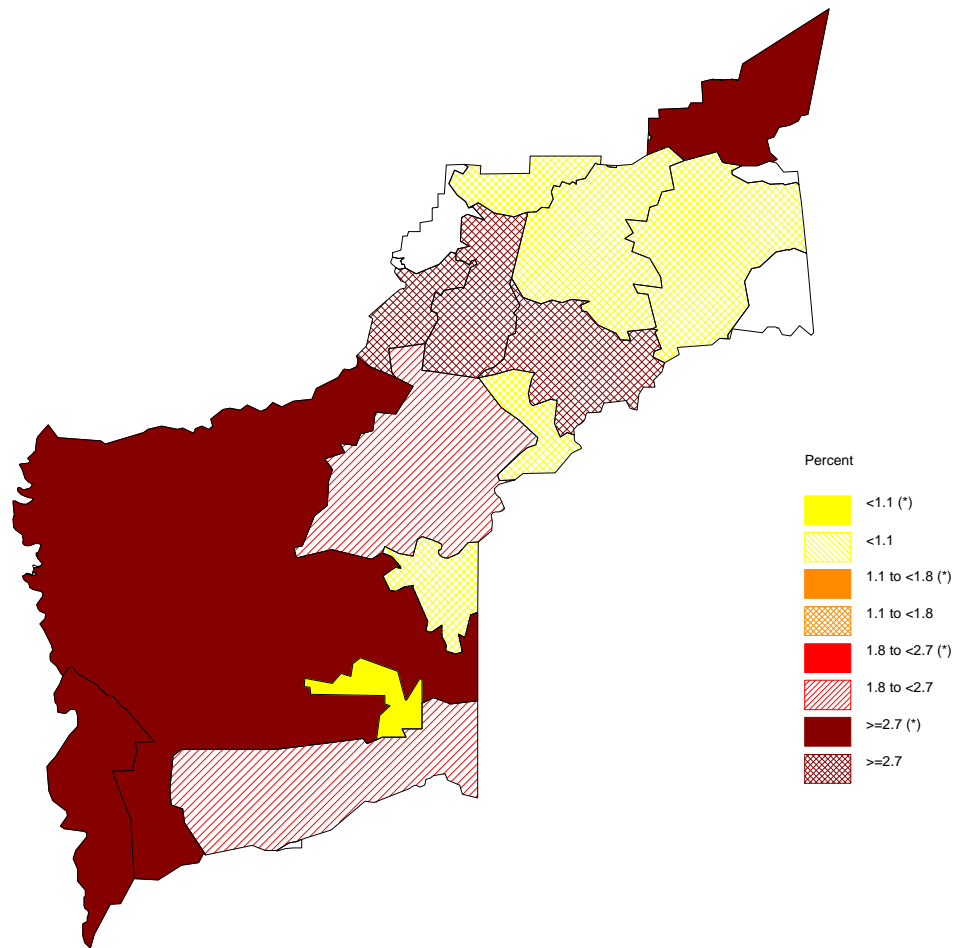 Percent
<1.1 (*)
<1.1
1.1 to <1.8 (*)
1.1 to <1.8
1.8 to <2.7 (*)
1.8 to <2.7
>=2.7 (*)
>=2.7